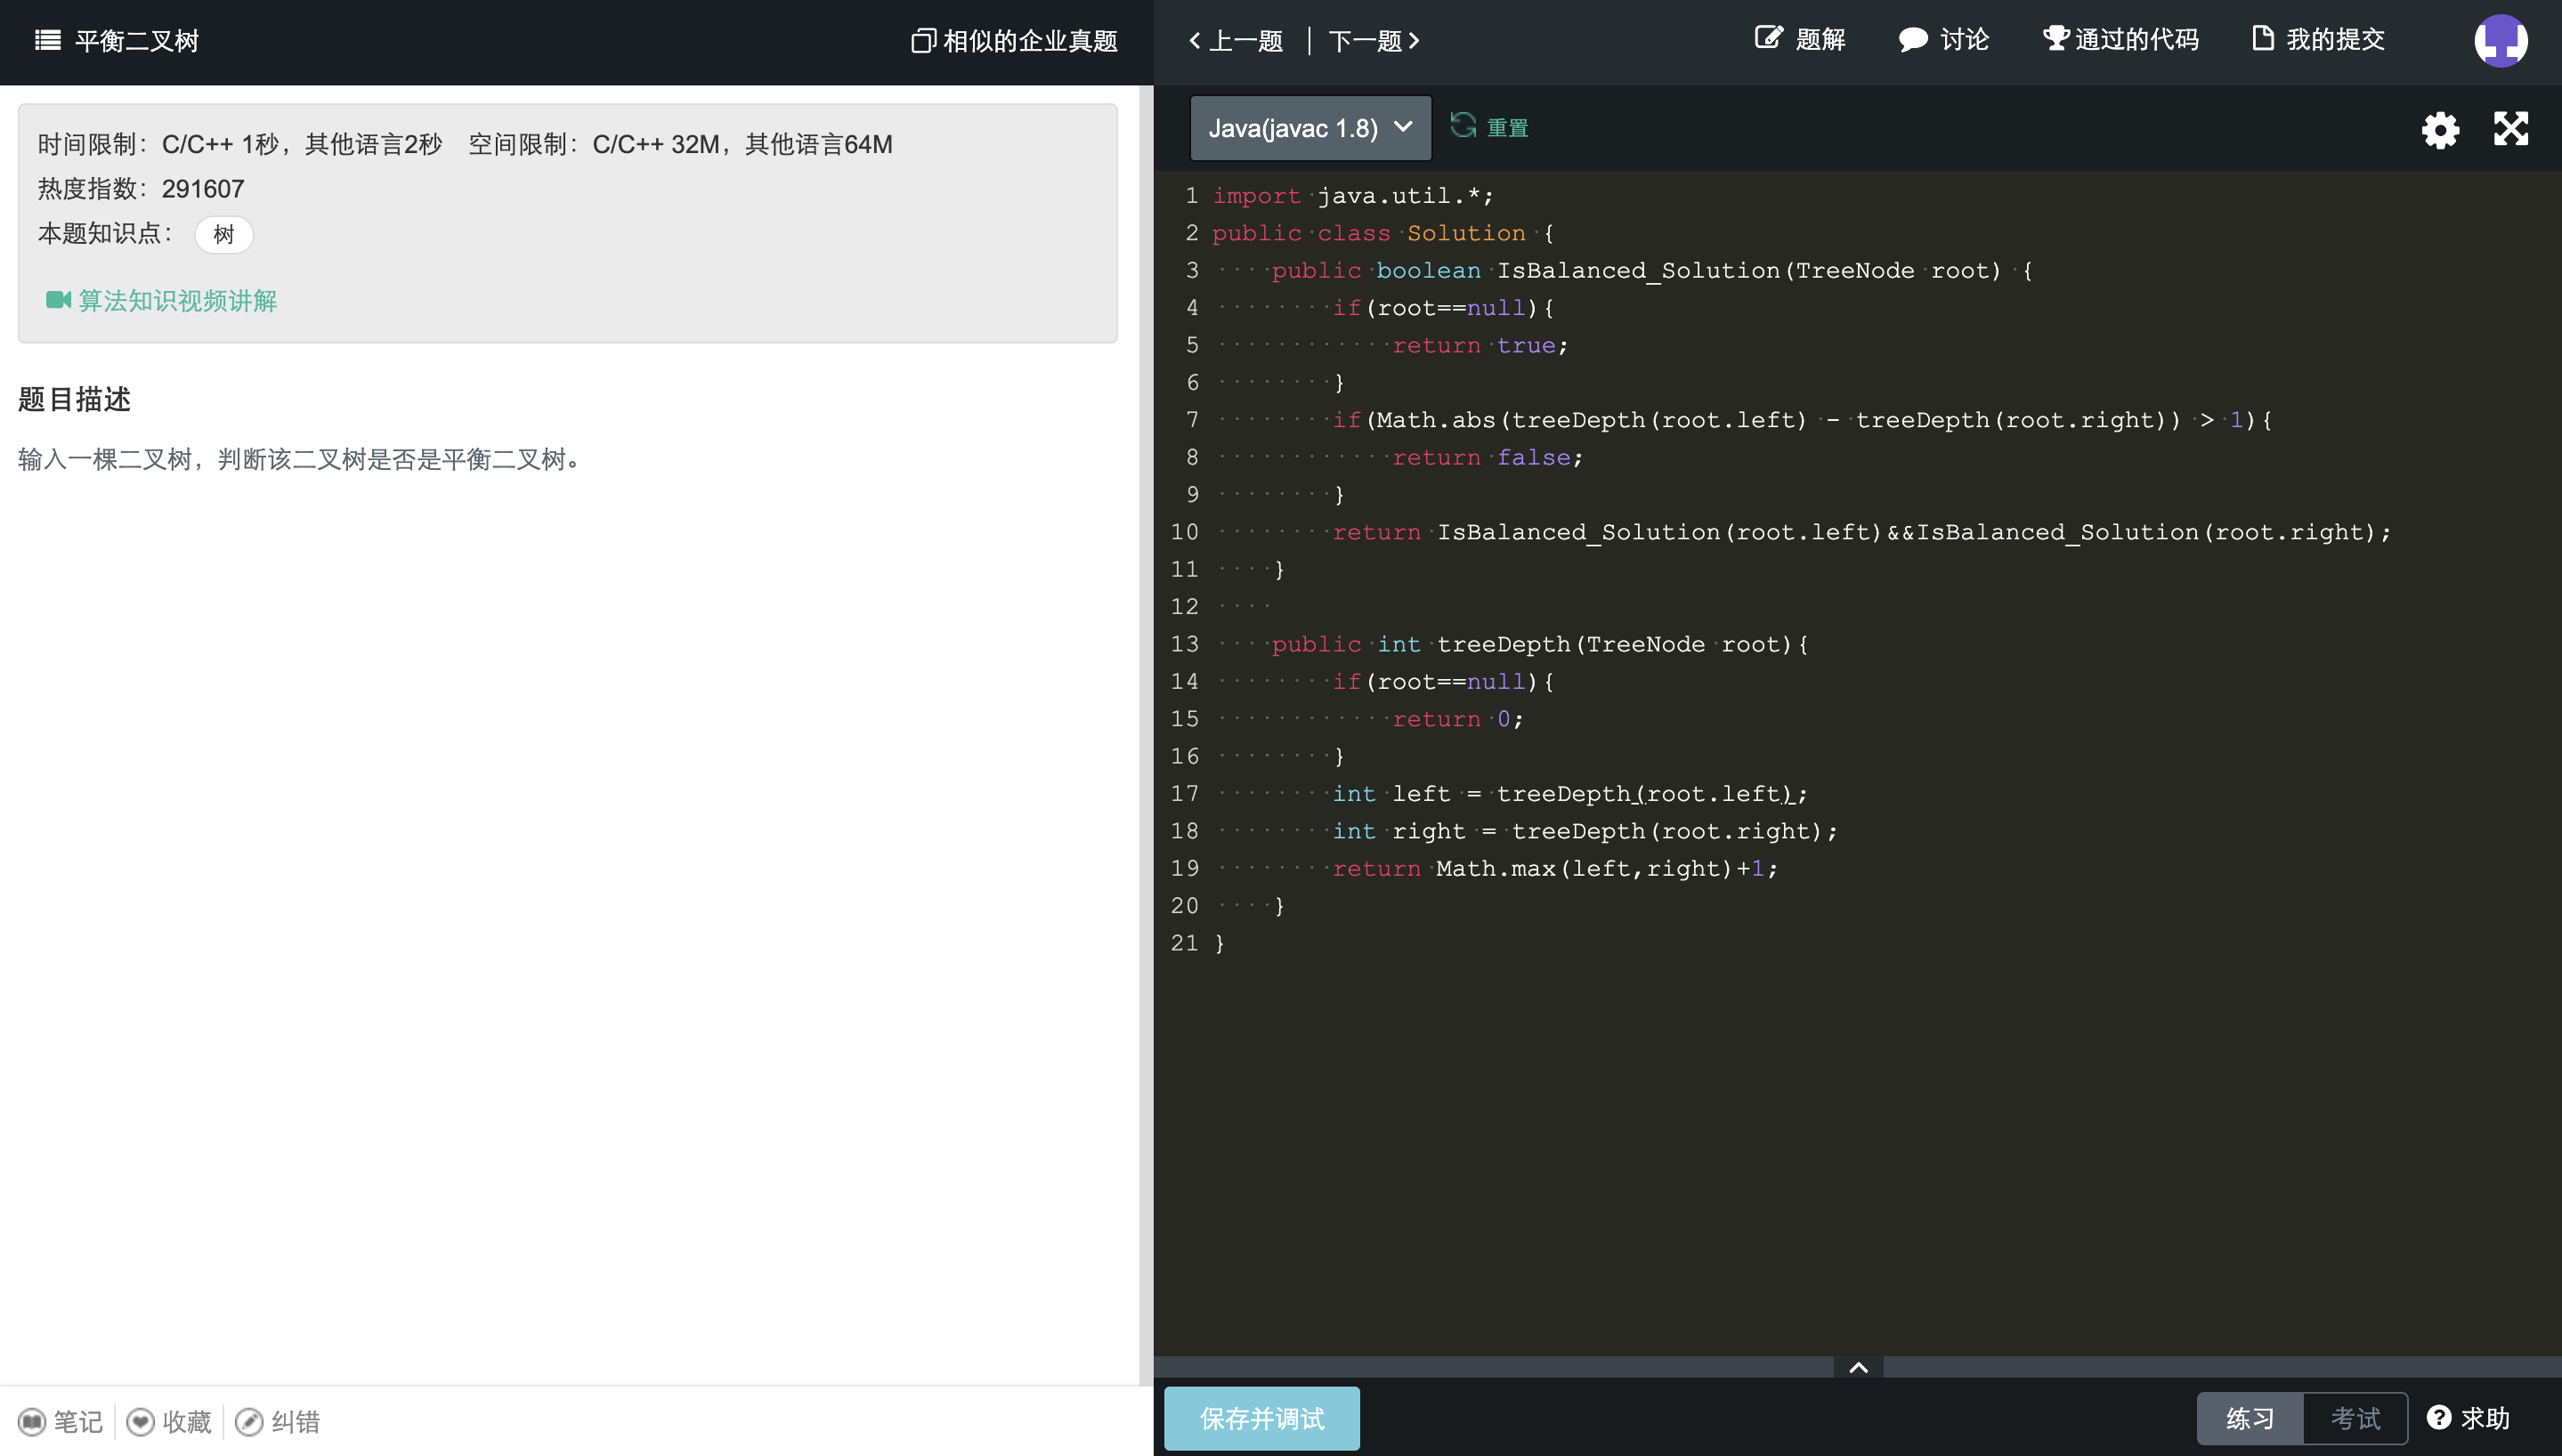 平衡二叉树
相似的企业真题
上一题
下一题
题解
讨论
通过的代码
我的提交
时间限制：C/C++ 1秒，其他语言2秒 空间限制：C/C++ 32M，其他语言64M
热度指数：291607
本题知识点： 树
算法知识视频讲解
题目描述
输入一棵二叉树，判断该二叉树是否是平衡二叉树。
笔记
收藏
纠错
Java(javac 1.8)
重置
1 import java.util.*;
2 public class Solution {
3     public boolean IsBalanced_Solution(TreeNode root) {
4         if(root==null){
5             return true;
6         }
7         if(Math.abs(treeDepth(root.left) - treeDepth(root.right)) > 1){
8             return false;
9         }
10         return IsBalanced_Solution(root.left)&&IsBalanced_Solution(root.right);
11     }
12
13     public int treeDepth(TreeNode root){
14         if(root==null){
15             return 0;
16         }
17         int left = treeDepth(root.left);
18         int right = treeDepth(root.right);
19         return Math.max(left,right)+1;
20     }
21 }
保存并调试
练习
考试
求助